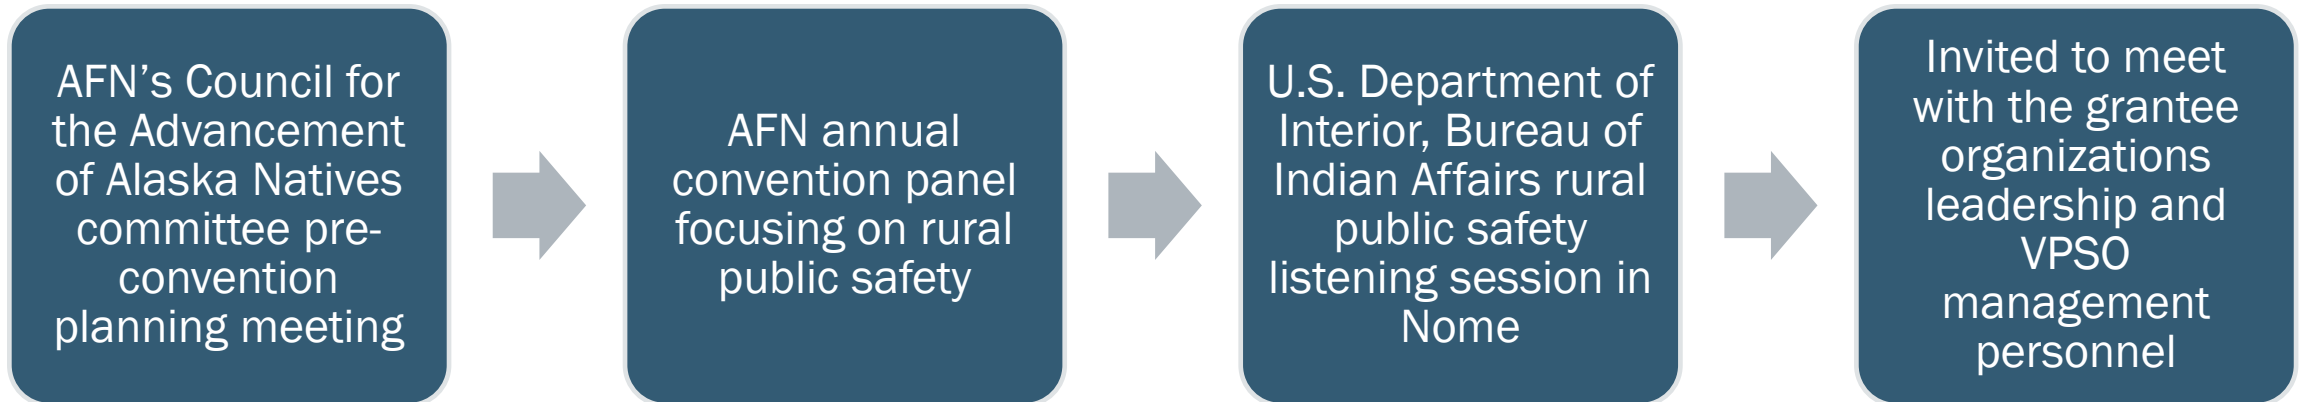 AFN’s Council for
the Advancement
of Alaska Natives
committee pre-
convention
planning meeting
AFN annual
convention panel
focusing on rural
public safety
U.S. Department of
Interior, Bureau of
Indian Affairs rural
public safety
listening session in
Nome
Invited to meet
with the grantee
organizations
leadership and
VPSO
management
personnel